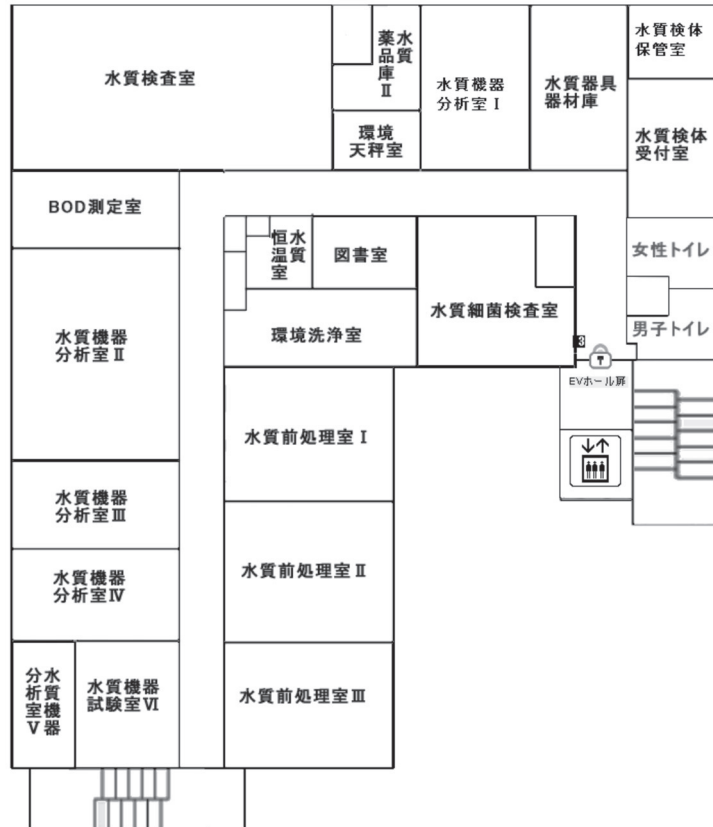 水質検査室
水質
薬品庫Ⅱ
環境
天秤室
水質機器
分析室Ⅰ
水質器具
器材庫
水質検体
保管室
水質検体
受付室
BOD測定室
水質
恒温室
図書室
水質細菌検査室
女性トイレ
環境洗浄室
男子トイレ
水質機器
分析室Ⅱ
EVホール扉
水質前処理室Ⅰ
水質機器
分析室Ⅲ
水質前処理室Ⅱ
水質機器
分析室Ⅳ
水質機器
分析室Ⅴ
水質機器
試験室Ⅵ
水質前処理室Ⅲ